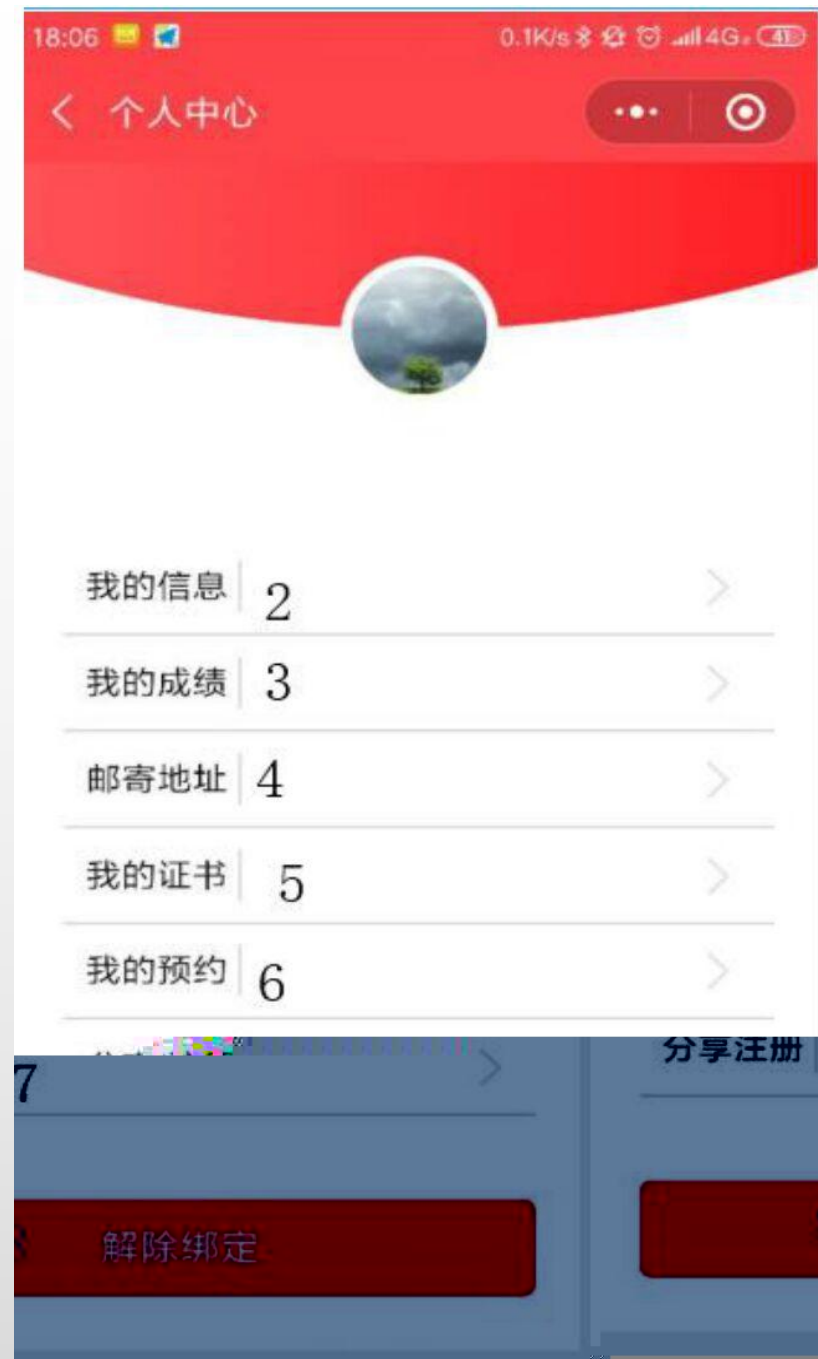 18:06 0.1K/s 4G 41
个人中心
我的信息 2
我的成绩 3
邮寄地址 4
我的证书 5
我的预约 6
分享注册
7
解除绑定